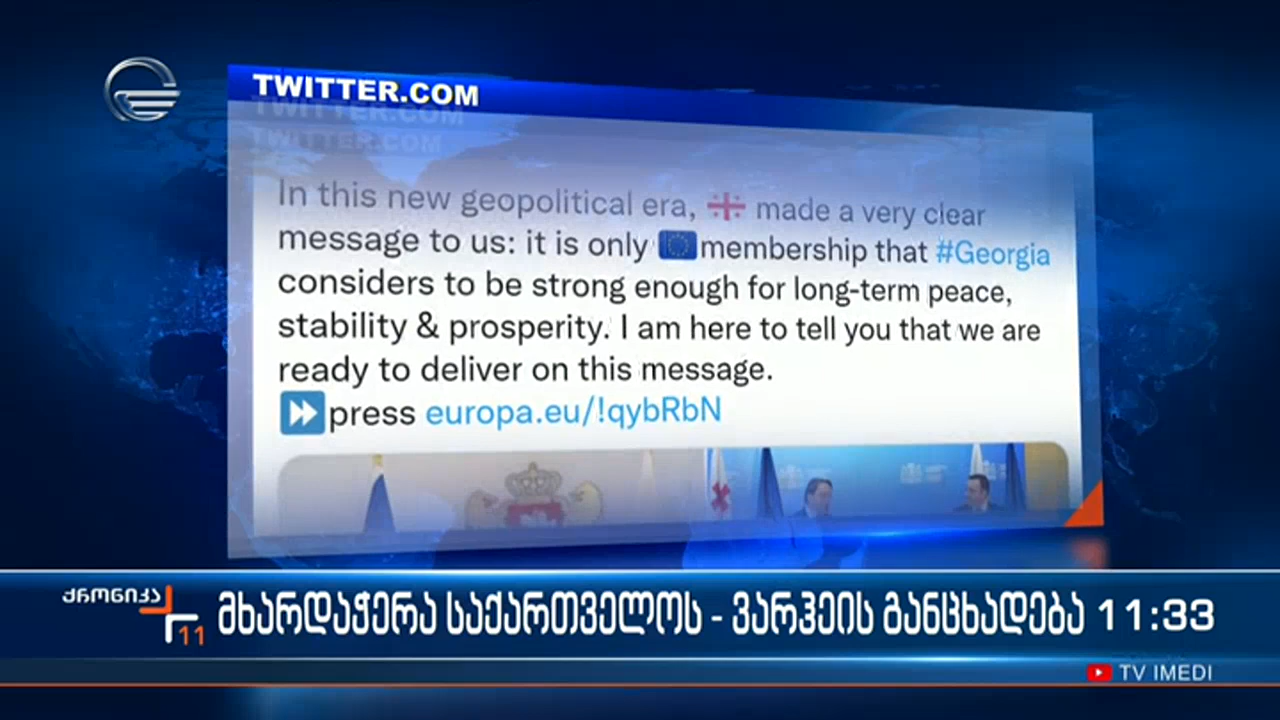 TWITTER.COM
In this new geopolitical era, 🇬🇪 made a very clear
message to us: it is only 🇪🇺 membership that #Georgia
considers to be strong enough for long-term peace,
stability & prosperity. I am here to tell you that we are
ready to deliver on this message.
⏩press europa.eu/!qybRbN
ქრონიკა
11
მხარდაჭერა საქართველოს - ვარჰეის განცხადება 11:33
TV IMEDI